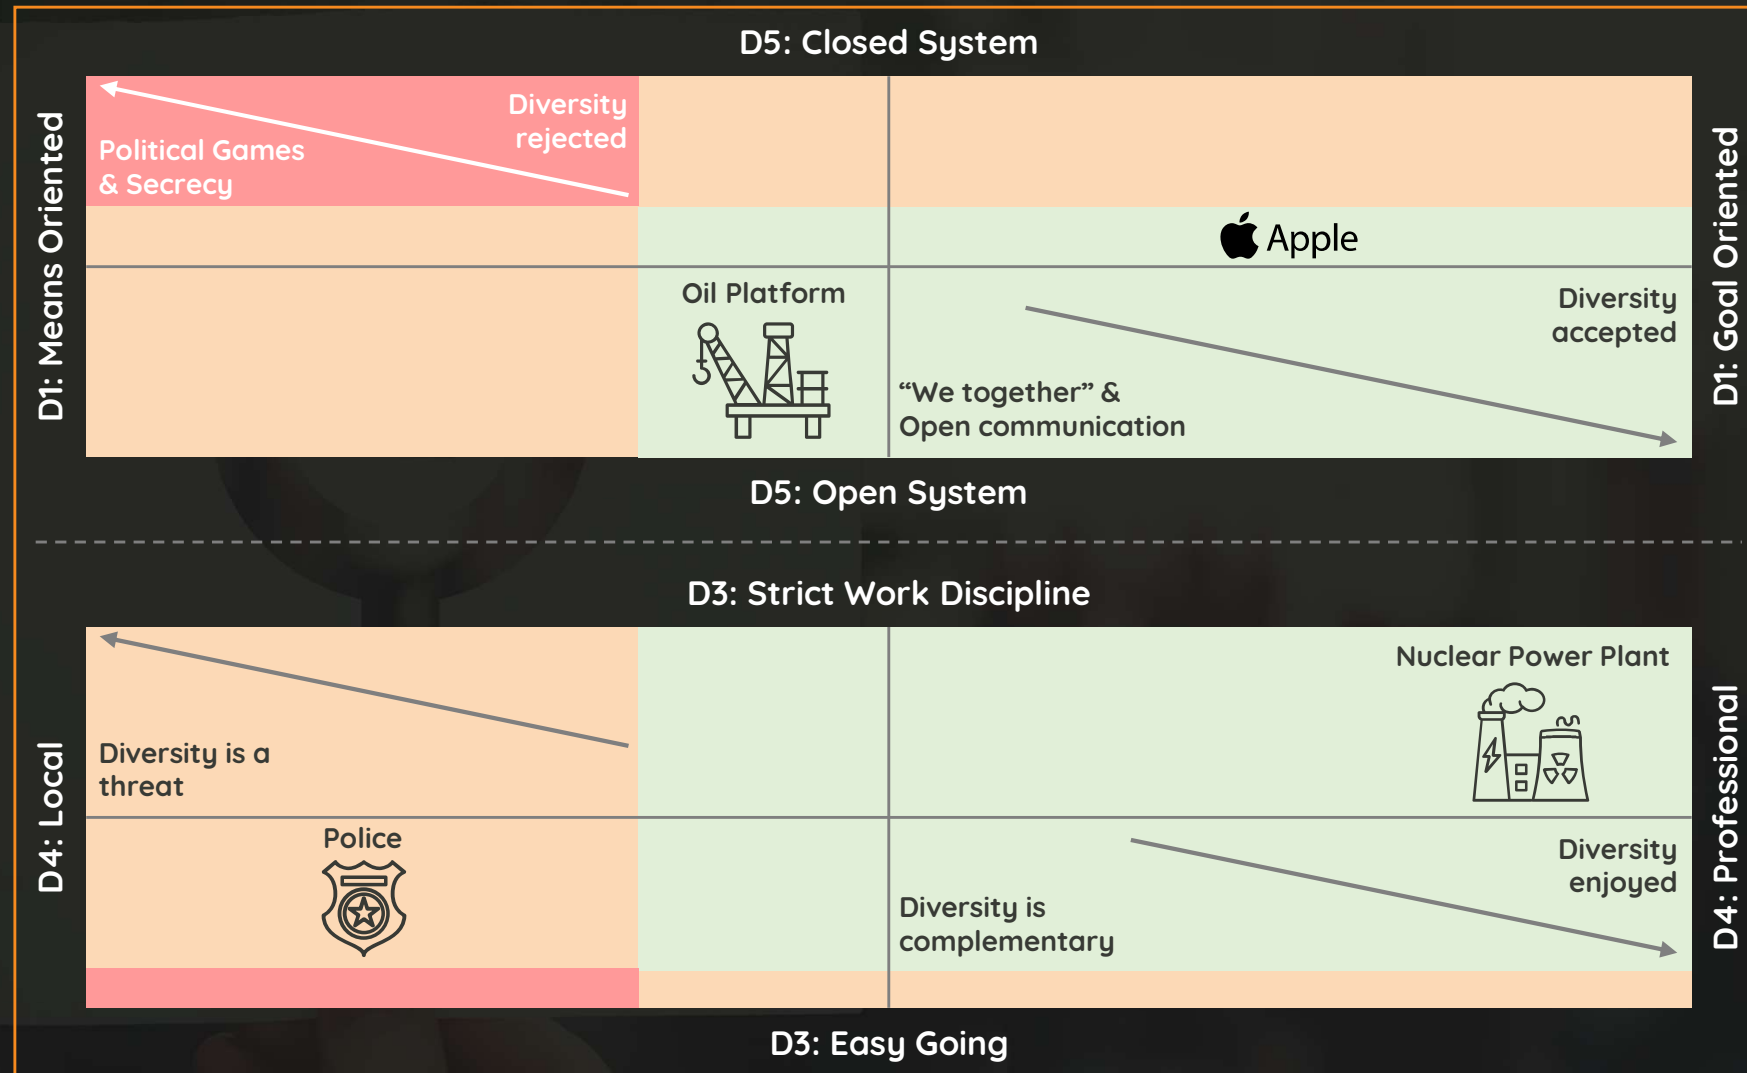 D5: Closed System
D1: Means Oriented
Diversity
rejected
Political Games
& Secrecy
Apple
D1: Goal Oriented
Oil Platform
Diversity
accepted
“We together” &
Open communication
D5: Open System
D3: Strict Work Discipline
D4: Local
Nuclear Power Plant
Diversity is a
threat
D4: Professional
Police
Diversity
enjoyed
Diversity is
complementary
D3: Easy Going